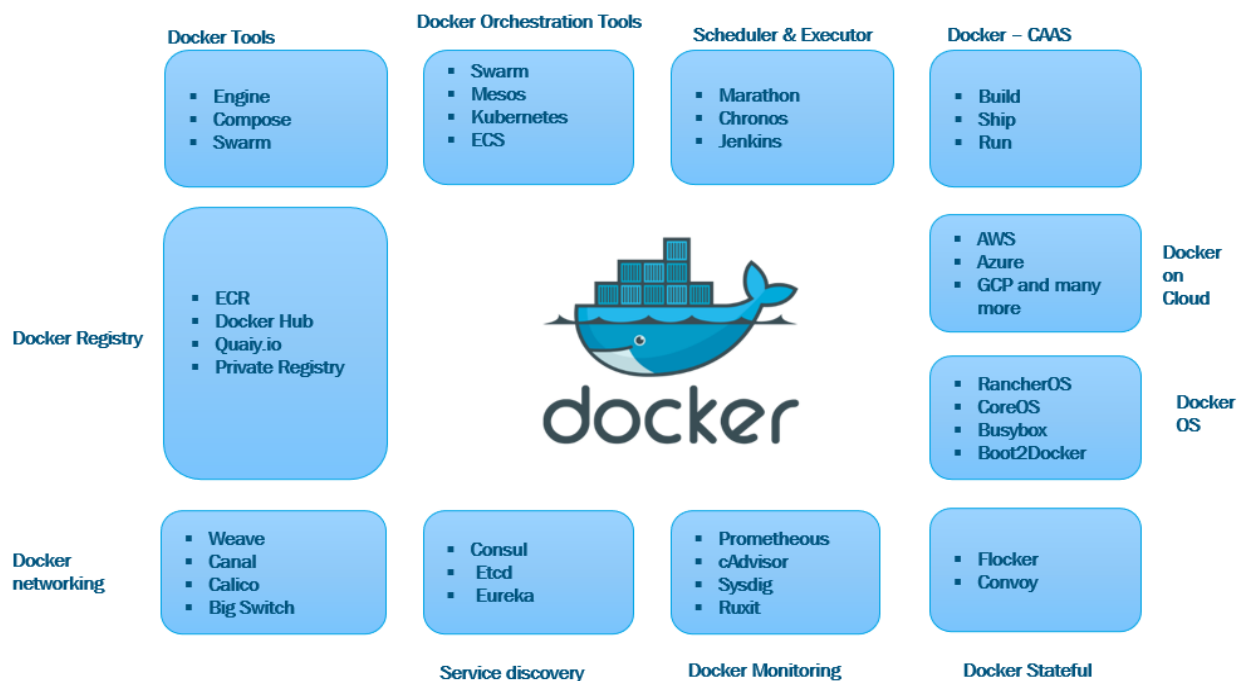 Docker Tools
Engine
Compose
Swarm
Docker Orchestration Tools
Swarm
Mesos
Kubernetes
ECS
Scheduler & Executor
Marathon
Chronos
Jenkins
Docker – CAAS
Build
Ship
Run
Docker Registry
ECR
Docker Hub
Quaiy.io
Private Registry
docker
AWS
Azure
GCP and many
more
Docker
on
Cloud
RancherOS
CoreOS
Busybox
Boot2Docker
Docker
OS
Docker
networking
Weave
Canal
Calico
Big Switch
Consul
Etcd
Eureka
Service discovery
Prometheous
cAdvisor
Sysdig
Ruxit
Docker Monitoring
Flocker
Convoy
Docker Stateful